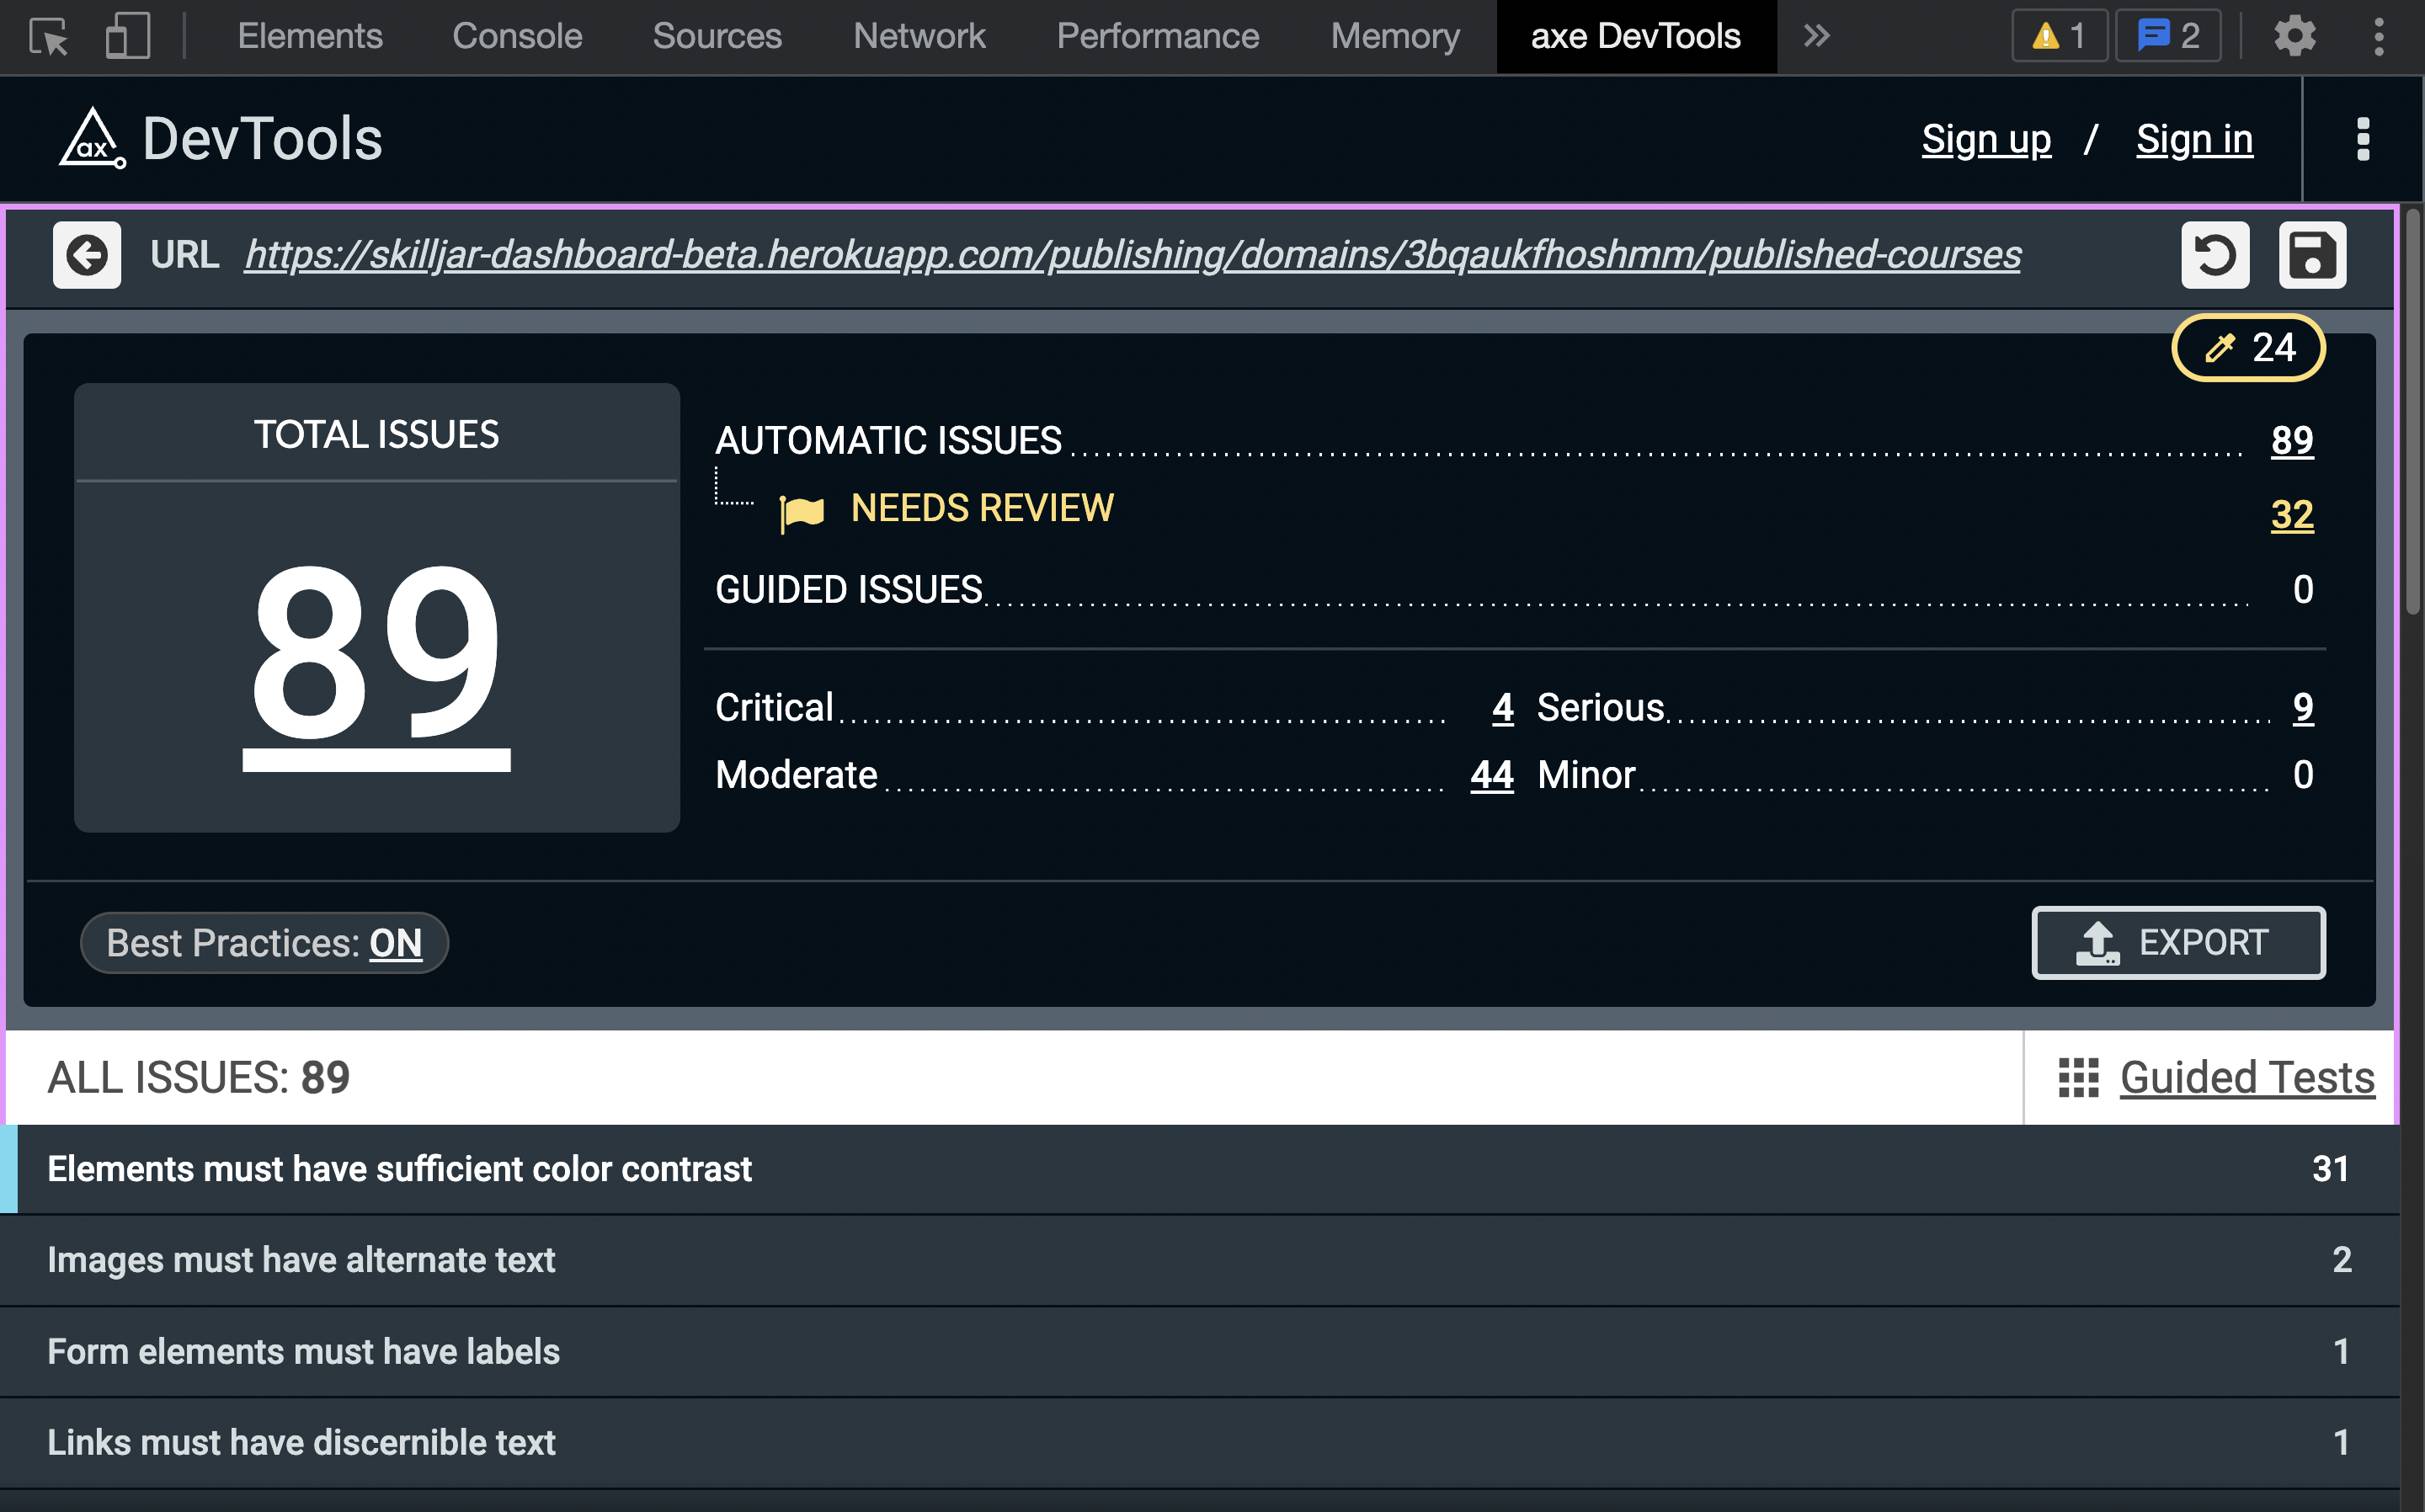 Elements Console Sources Network Performance Memory axe DevTools » 1 2
ax DevTools Sign up / Sign in
URL https://skilljar-dashboard-beta.herokuapp.com/publishing/domains/3bqaukfhoshmm/published-courses
24
TOTAL ISSUES
89
AUTOMATIC ISSUES 89
NEEDS REVIEW 32
GUIDED ISSUES 0
Critical 4 Serious 9
Moderate 44 Minor 0
Best Practices: ON EXPORT
ALL ISSUES: 89 Guided Tests
Elements must have sufficient color contrast 31
Images must have alternate text 2
Form elements must have labels 1
Links must have discernible text 1